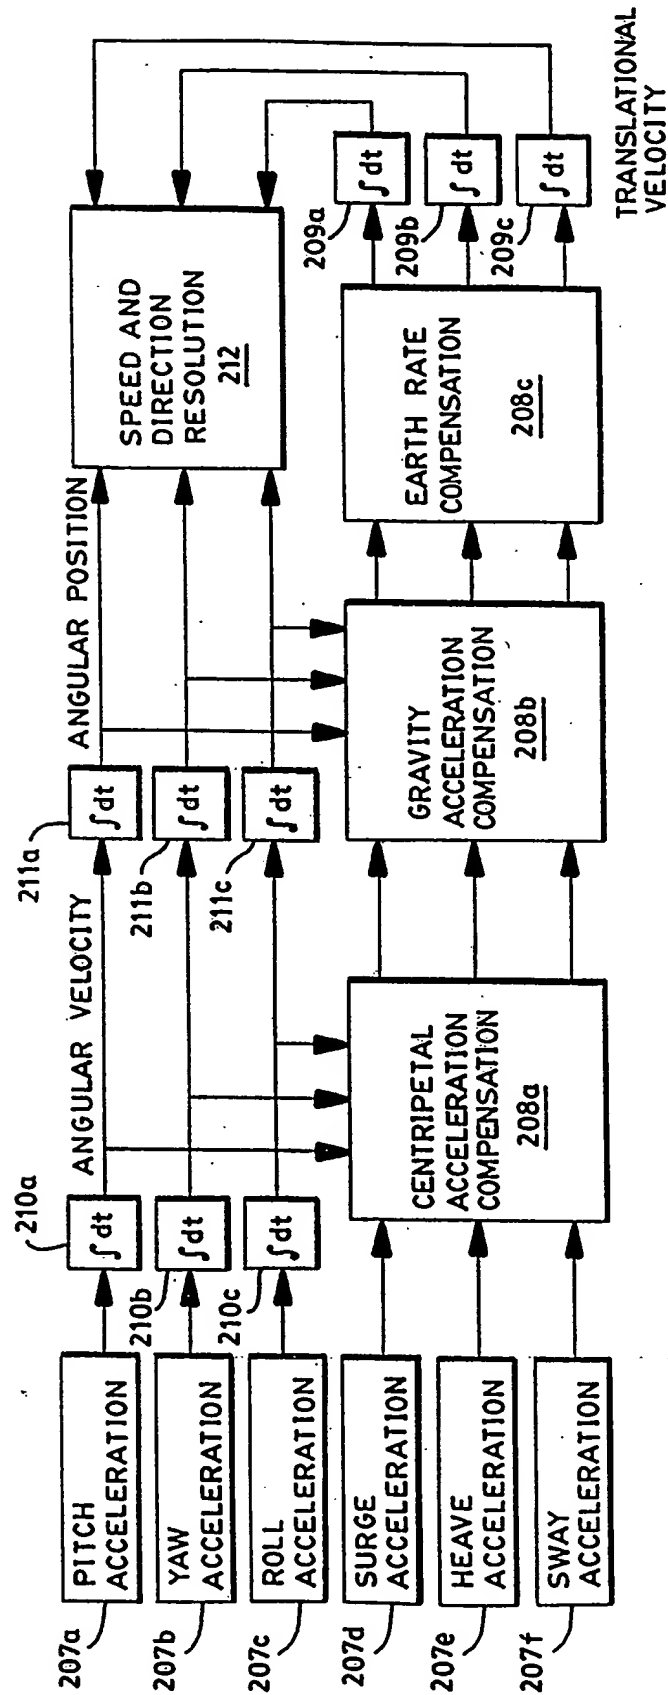 207a
PITCH
ACCELERATION
207b
YAW
ACCELERATION
207c
ROLL
ACCELERATION
207d
SURGE
ACCELERATION
207e
HEAVE
ACCELERATION
207f
SWAY
ACCELERATION
210a
∫dt
210b
∫dt
210c
∫dt
ANGULAR VELOCITY
CENTRIPETAL
ACCELERATION
COMPENSATION
208a
211a
∫dt
211b
∫dt
211c
∫dt
ANGULAR POSITION
GRAVITY
ACCELERATION
COMPENSATION
208b
SPEED AND
DIRECTION
RESOLUTION
212
EARTH RATE
COMPENSATION
208c
209a
∫dt
209b
∫dt
209c
∫dt
TRANSLATIONAL
VELOCITY